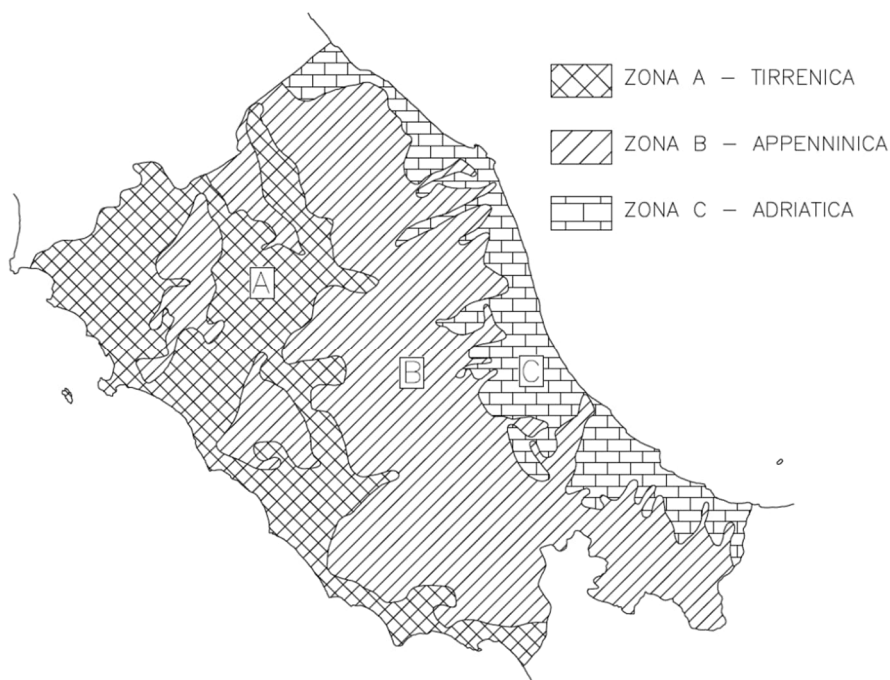 ZONA A – TIRRENICA
ZONA B – APPENNINICA
ZONA C – ADRIATICA
A
B
C